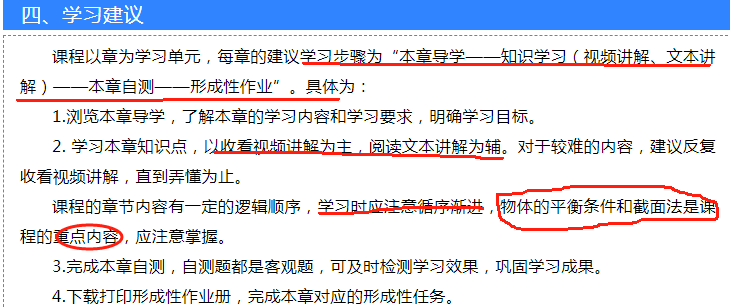 四、学习建议
课程以章为学习单元，每章的建议学习步骤为“本章导学——知识学习（视频讲解、文本讲
解）——本章自测——形成性作业”。具体为：
1.浏览本章导学，了解本章的学习内容和学习要求，明确学习目标。
2. 学习本章知识点，以收看视频讲解为主，阅读文本讲解为辅。对于较难的内容，建议反复
收看视频讲解，直到弄懂为止。
课程的章节内容有一定的逻辑顺序，学习时应注意循序渐进，物体的平衡条件和截面法是课
程的重点内容，应注意掌握。
3.完成本章自测，自测题都是客观题，可及时检测学习效果，巩固学习成果。
4.下载打印形成性作业册，完成本章对应的形成性任务。